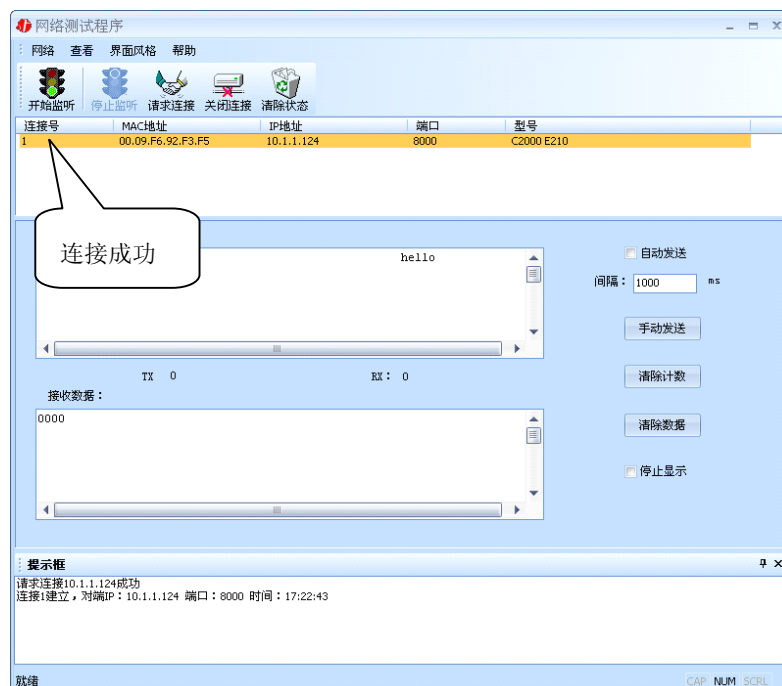 网络测试程序
网络 查看 界面风格 帮助
开始监听 停止监听 请求连接 关闭连接 清除状态
连接号 MAC地址 IP地址 端口 型号
1 00.09.F6.92.F3.F5 10.1.1.124 8000 C2000 E210
连接成功
hello
自动发送
间隔: 1000 ms
手动发送
TX 0 RX: 0
清除计数
接收数据:
0000
清除数据
停止显示
提示框
请求连接10.1.1.124成功
连接1建立，对端IP：10.1.1.124 端口：8000 时间：17:22:43
就绪 CAP NUM SCRL